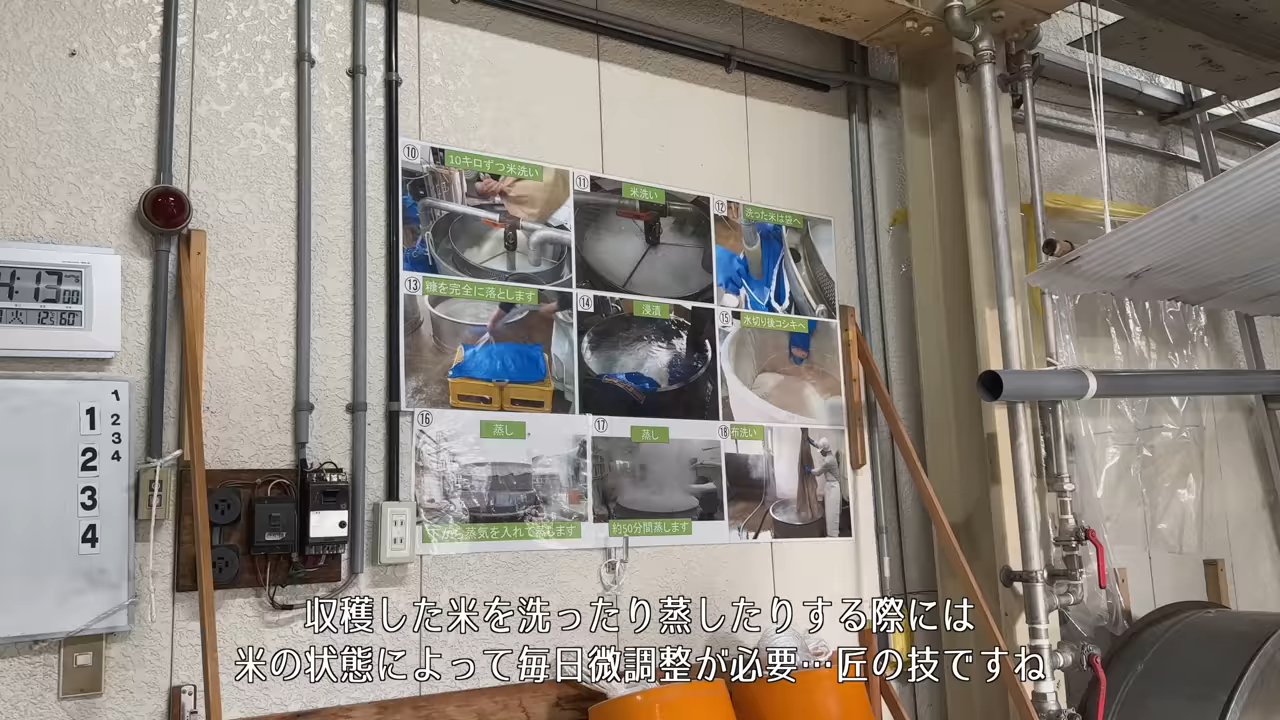 ⑩ 10キロずつ米洗い
⑪ 米洗い
⑫ 洗った米は袋へ
⑬ 糠を完全に落とします
⑭ 浸漬
⑮ 水切り後コシキへ
⑯ 蒸し
下から蒸気を入れて蒸します
⑰ 蒸し
約50分間蒸します
⑱ 布洗い
4:13 00
火 12.5 60
1
2
3
4
1
2
3
4
収穫した米を洗ったり蒸したりする際には
米の状態によって毎日微調整が必要…匠の技ですね